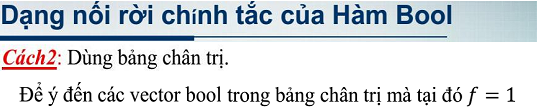 Dạng nối rời chính tắc của Hàm Bool
Cách2: Dùng bảng chân trị.
Để ý đến các vector bool trong bảng chân trị mà tại đó f = 1